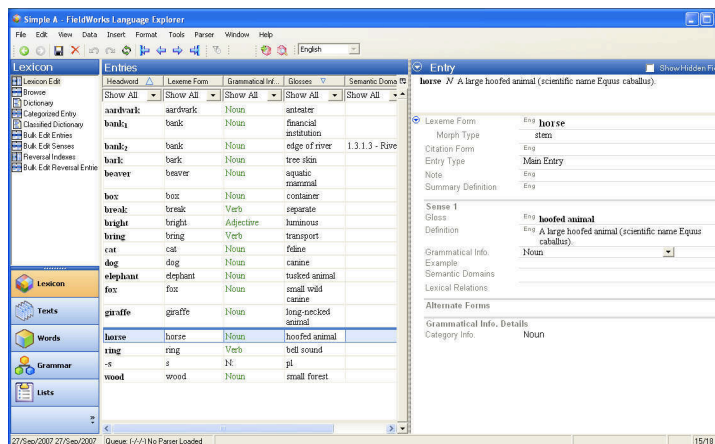 Simple A - FieldWorks Language Explorer
File Edit View Data Insert Format Tools Parser Window Help
English
Lexicon
Lexicon Edit
Browse
Dictionary
Categorized Entry
Classified Dictionary
Bulk Edit Entries
Bulk Edit Senses
Reversal Indexes
Bulk Edit Reversal Entrie
Lexicon
Texts
Words
Grammar
Lists
»
Entries
Headword Lexeme Form Grammatical Inf... Glosses Semantic Doma
Show All Show All Show All Show All Show All
aardvark aardvark Noun anteater
bank1 bank Noun financial institution
bank2 bank Noun edge of river 1.3.1.3 - Rive
bark bark Noun tree skin
beaver beaver Noun aquatic mammal
box box Noun container
break break Verb separate
bright bright Adjective luminous
bring bring Verb transport
cat cat Noun feline
dog dog Noun canine
elephant elephant Noun tusked animal
fox fox Noun small wild canine
giraffe giraffe Noun long-necked animal
horse horse Noun hoofed animal
ring ring Verb bell sound
-s s N: pl
wood wood Noun small forest
Entry Show Hidden Fie
horse N A large hoofed animal (scientific name Equus caballus).
Lexeme Form Eng horse
Morph Type stem
Citation Form Eng
Entry Type Main Entry
Note Eng
Summary Definition Eng
Sense 1
Gloss Eng hoofed animal
Definition Eng A large hoofed animal (scientific name Equus
caballus).
Grammatical Info. Noun
Example
Semantic Domains
Lexical Relations
Alternate Forms
Grammatical Info. Details
Category Info. Noun
27/Sep/2007 27/Sep/2007 Queue: (-/-/-) No Parser Loaded 15/18